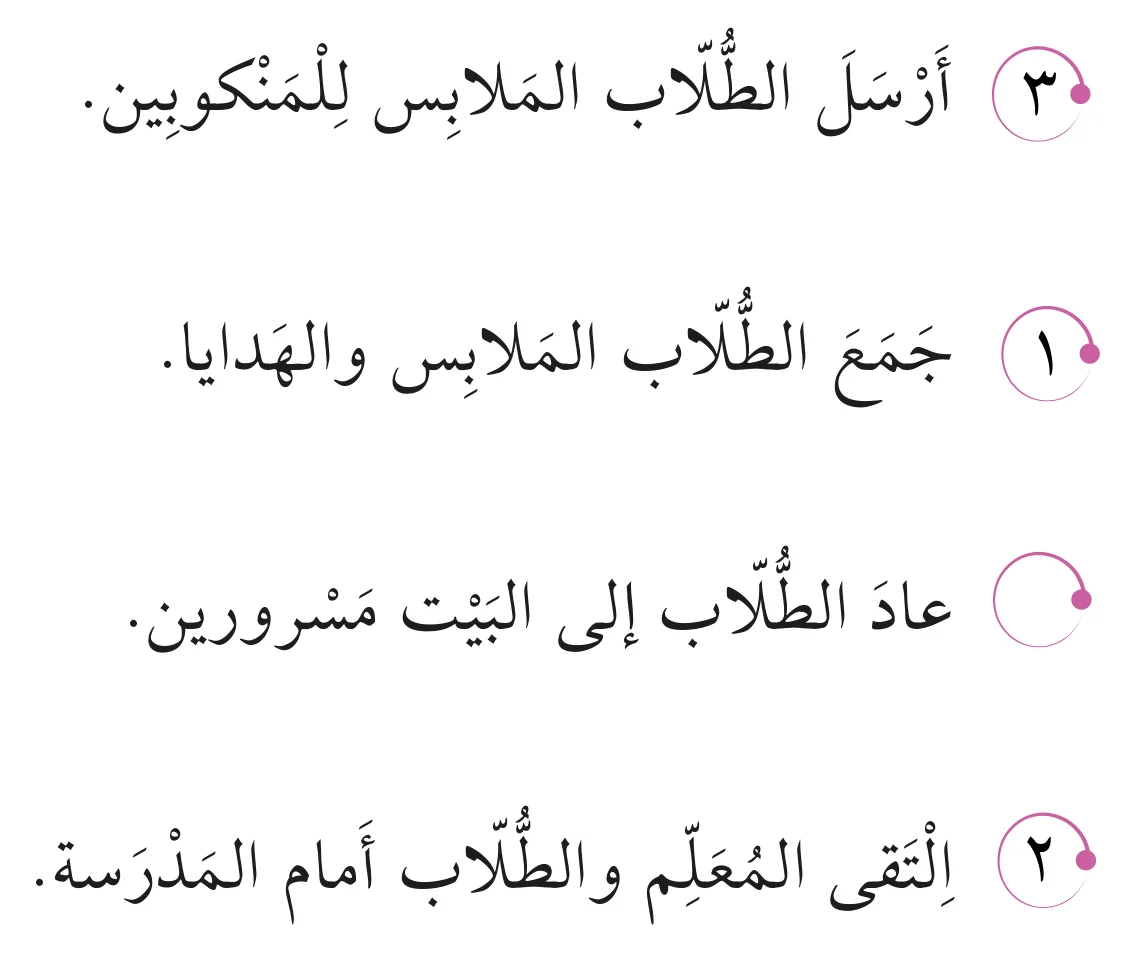 ٣ أَرْسَلَ الطُّلّاب المَلابِس لِلْمَنْكوبِين.
١ جَمَعَ الطُّلّاب المَلابِس والهَدايا.
عادَ الطُّلّاب إلى البَيْت مَسْرورين.
٢ اِلْتَقى المُعَلِّم والطُّلّاب أَمام المَدْرَسة.